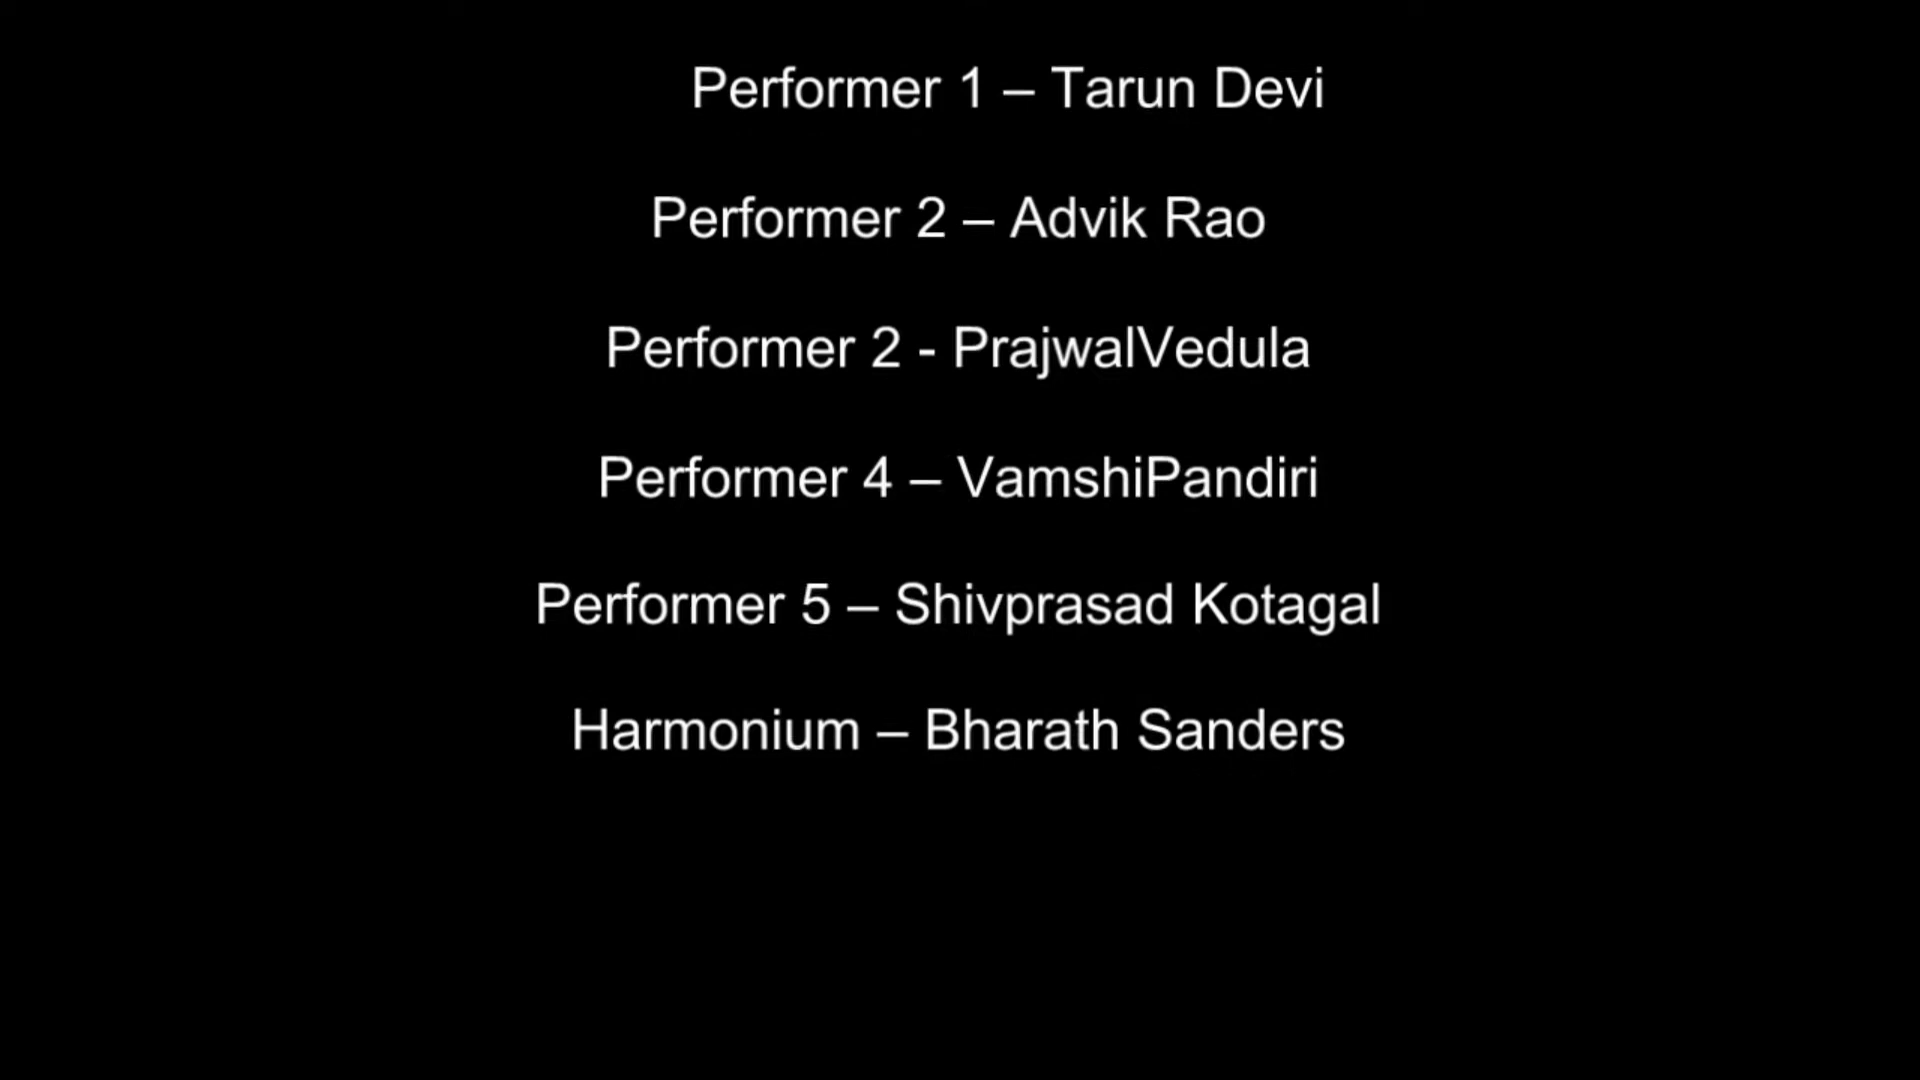 Performer 1 – Tarun Devi
Performer 2 – Advik Rao
Performer 2 - PrajwalVedula
Performer 4 – VamshiPandiri
Performer 5 – Shivprasad Kotagal
Harmonium – Bharath Sanders